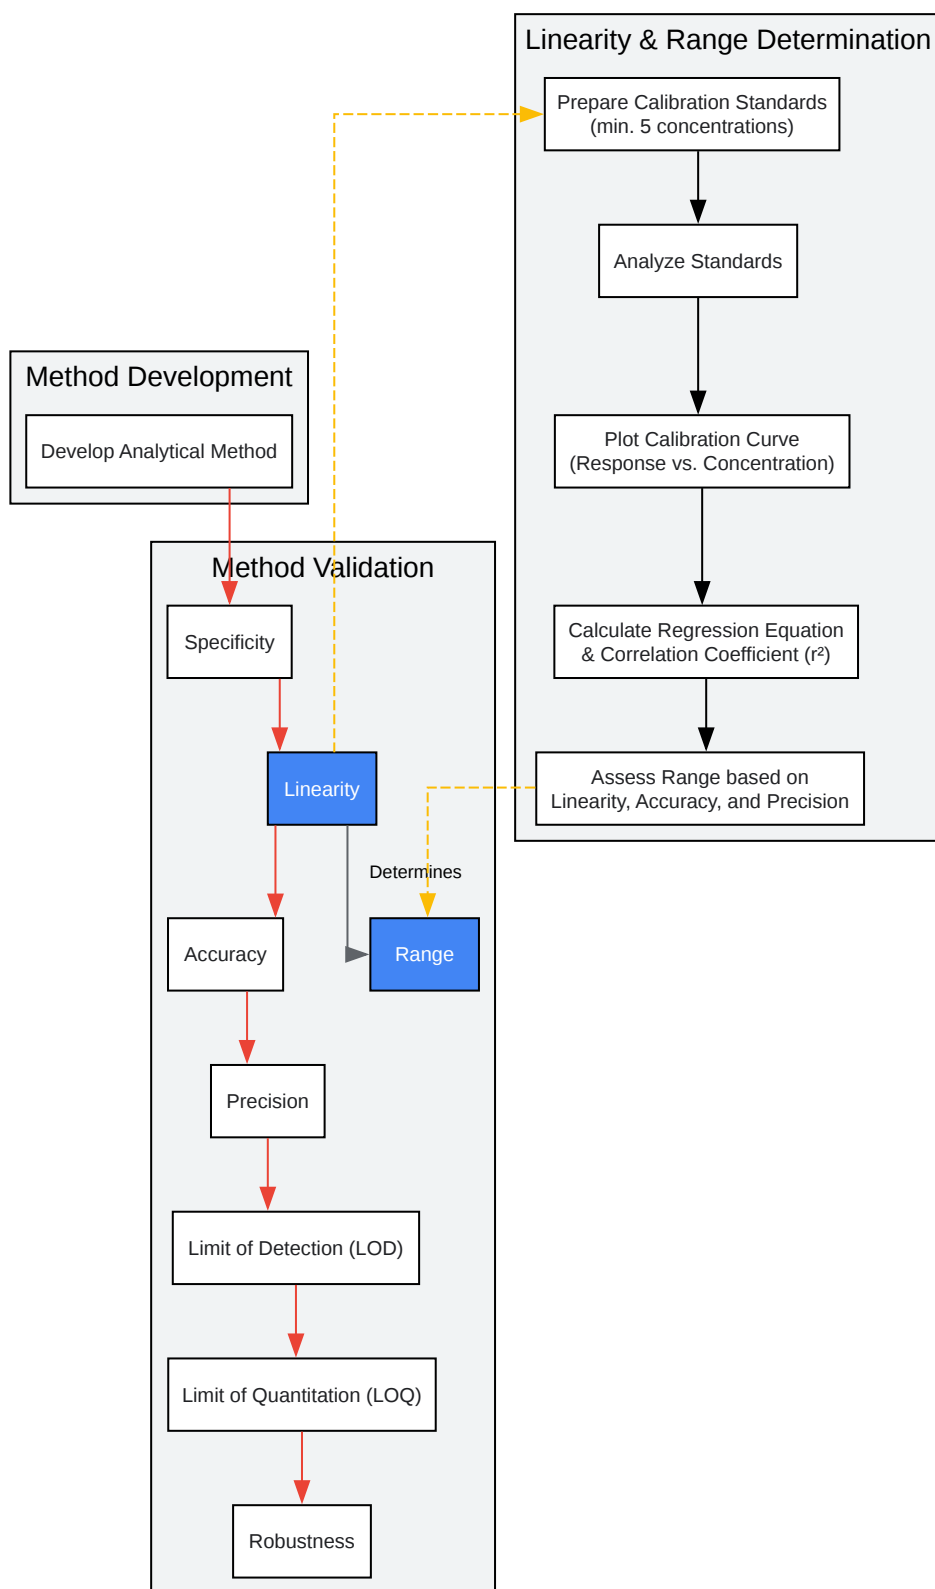 Linearity & Range Determination
Prepare Calibration Standards
(min. 5 concentrations)
Analyze Standards
Plot Calibration Curve
(Response vs. Concentration)
Calculate Regression Equation
& Correlation Coefficient (r²)
Assess Range based on
Linearity, Accuracy, and Precision
Method Development
Develop Analytical Method
Method Validation
Specificity
Linearity
Determines
Accuracy
Range
Precision
Limit of Detection (LOD)
Limit of Quantitation (LOQ)
Robustness